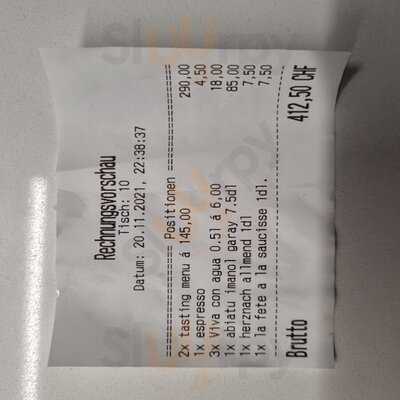 Rechnungsvorschau
Tisch: 10
Datum: 20.11.2021, 22:38:37
=== Positionen ===
2x tasting menu á 145,00 290,00
1x espresso 4,50
3x Viva con agua 0.5l á 6,00 18,00
1x abiatu imanol garay 7.5dl 85,00
1x herznach allmend 1dl 7,50
1x la fete a la saucisse 1dl. 7,50
Brutto 412,50 CHF